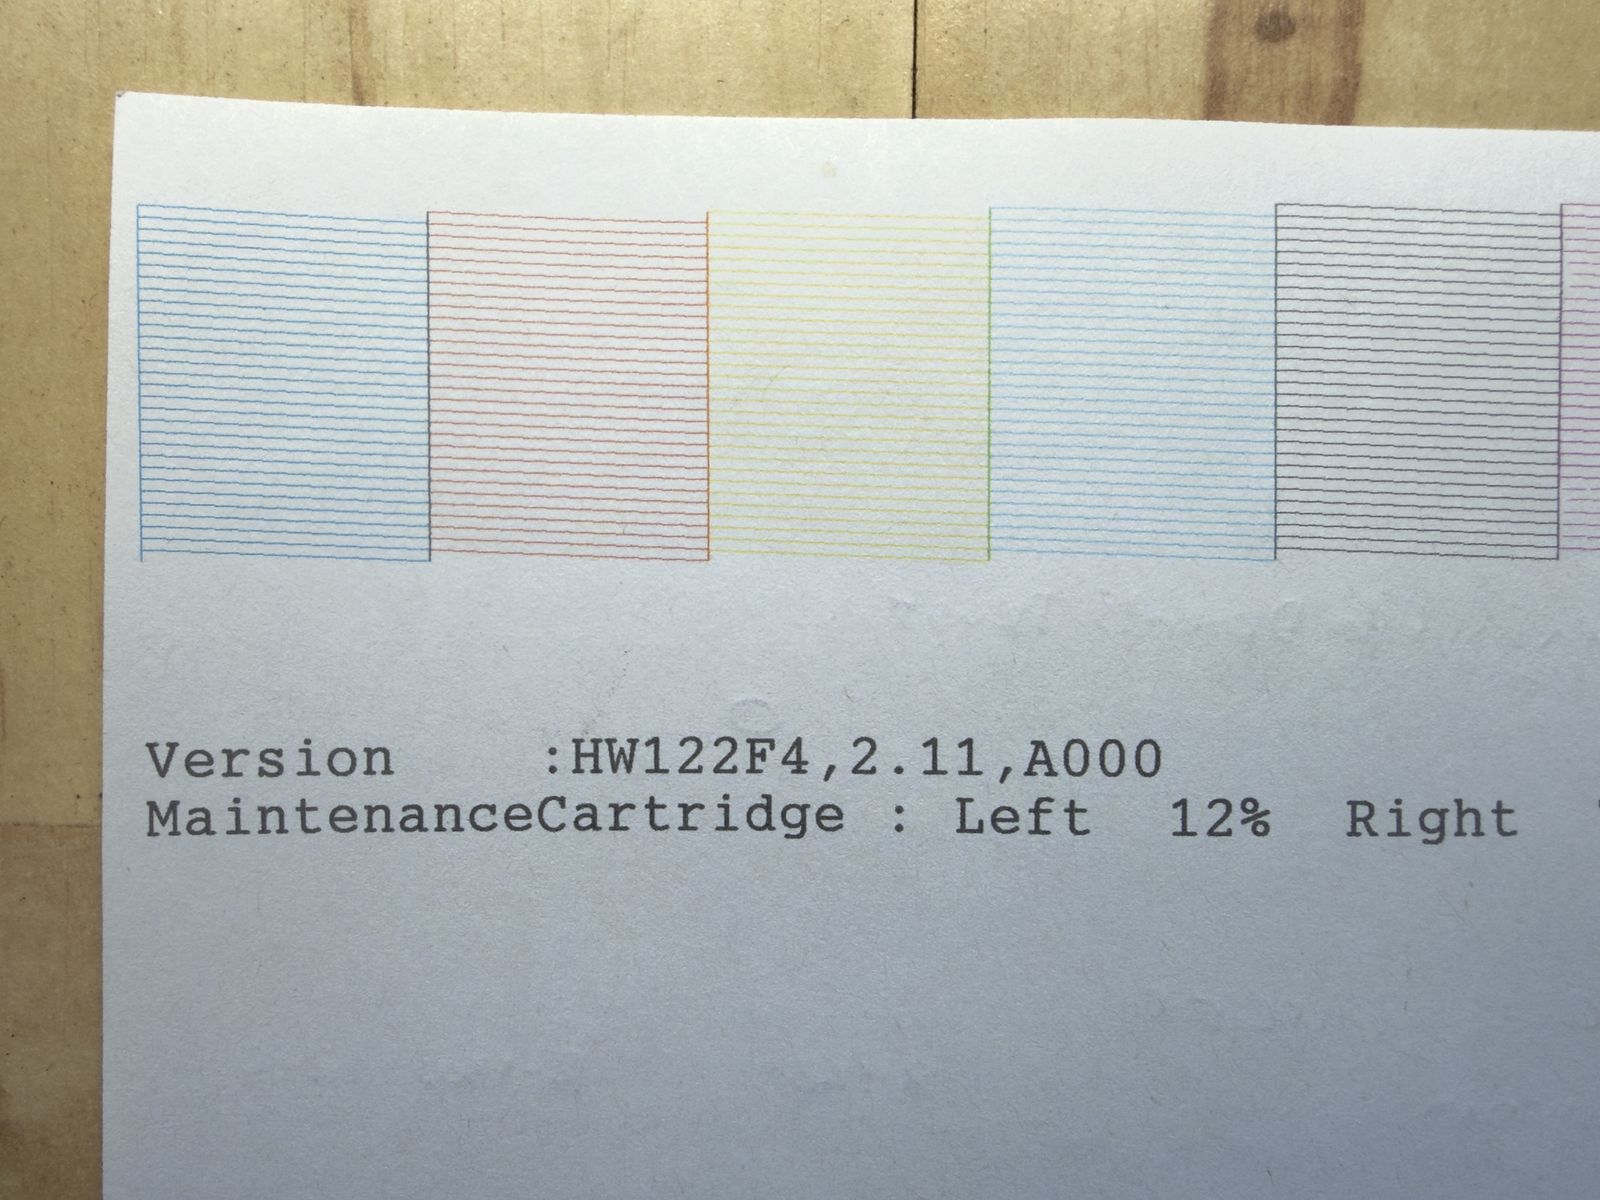 Version :HW122F4,2.11,A000
MaintenanceCartridge : Left 12% Right